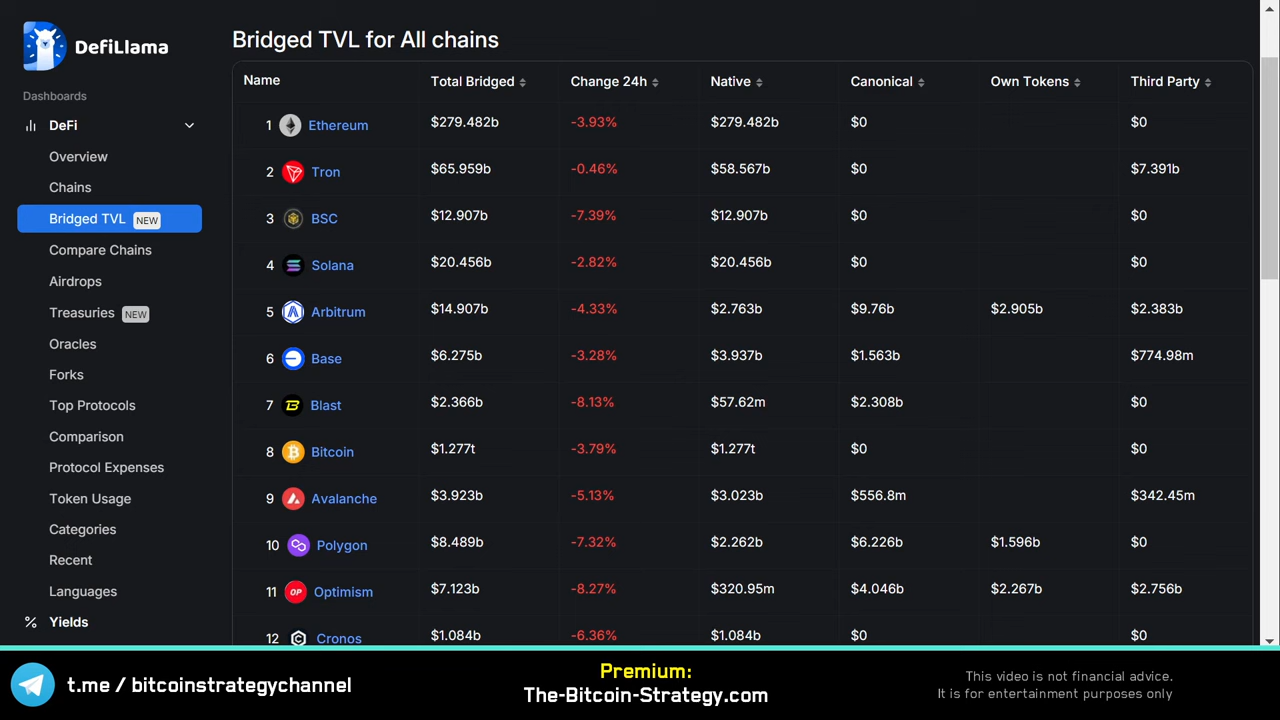 DefiLlama
Dashboards
DeFi
Overview
Chains
Bridged TVL NEW
Compare Chains
Airdrops
Treasuries NEW
Oracles
Forks
Top Protocols
Comparison
Protocol Expenses
Token Usage
Categories
Recent
Languages
% Yields
Bridged TVL for All chains
Name Total Bridged Change 24h Native Canonical Own Tokens Third Party
1 Ethereum $279.482b -3.93% $279.482b $0 $0
2 Tron $65.959b -0.46% $58.567b $0 $7.391b
3 BSC $12.907b -7.39% $12.907b $0 $0
4 Solana $20.456b -2.82% $20.456b $0 $0
5 Arbitrum $14.907b -4.33% $2.763b $9.76b $2.905b $2.383b
6 Base $6.275b -3.28% $3.937b $1.563b $774.98m
7 Blast $2.366b -8.13% $57.62m $2.308b $0
8 Bitcoin $1.277t -3.79% $1.277t $0 $0
9 Avalanche $3.923b -5.13% $3.023b $556.8m $342.45m
10 Polygon $8.489b -7.32% $2.262b $6.226b $1.596b $0
11 OP Optimism $7.123b -8.27% $320.95m $4.046b $2.267b $2.756b
12 Cronos $1.084b -6.36% $1.084b $0 $0
t.me / bitcoinstrategychannel
Premium:
The-Bitcoin-Strategy.com
This video is not financial advice.
It is for entertainment purposes only